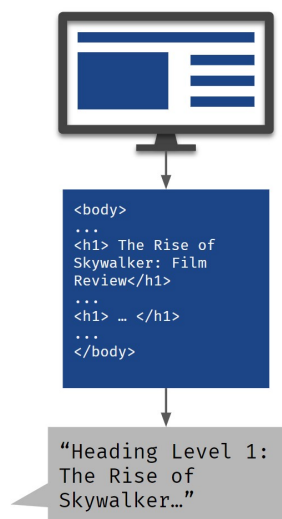 <body>
...
<h1> The Rise of
Skywalker: Film
Review</h1>
...
<h1> … </h1>
...
</body>
“Heading Level 1:
The Rise of
Skywalker…”